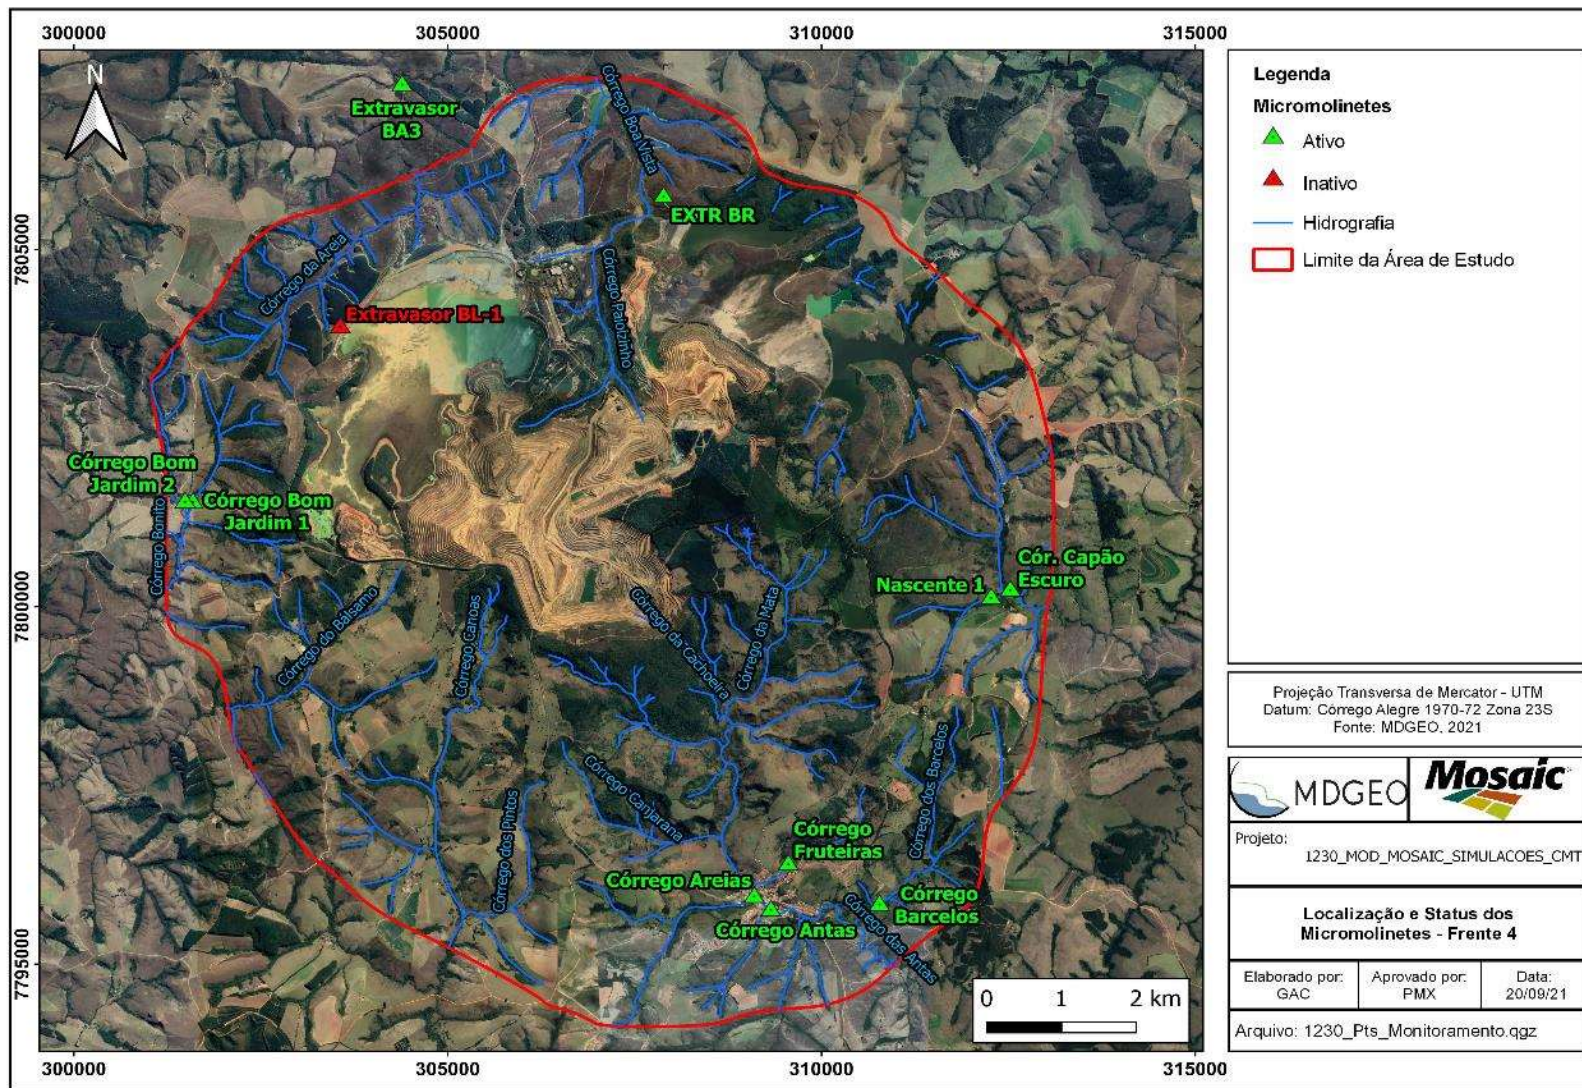 300000 305000 310000 315000
N
Extravasor
BA3
Córrego Boa Vista
EXTR BR
7805000
7805000
Córrego da Areia
Córrego Paiolzinho
Extravasor BL-1
Córrego Bom
Jardim 2
Córrego Bom
Jardim 1
Córrego Bonito
Cór. Capão
Escuro
Nascente 1
7800000
7800000
Córrego do Bálsamo
Córrego Canoas
Córrego da Cachoeira
Córrego da Mata
Córrego Canjarana
Córrego dos Pintos
Córrego dos Barcelos
Córrego
Fruteiras
Córrego Areias
Córrego Antas
Córrego
Barcelos
Córrego das Antas
7795000
7795000
0 1 2 km
300000 305000 310000 315000
Legenda
Micromolinetes
Ativo
Inativo
Hidrografia
Limite da Área de Estudo
Projeção Transversa de Mercator - UTM
Datum: Córrego Alegre 1970-72 Zona 23S
Fonte: MDGEO, 2021
MDGEO
Mosaic
Projeto:
1230_MOD_MOSAIC_SIMULACOES_CMT
Localização e Status dos
Micromolinetes - Frente 4
Elaborado por:
GAC
Aprovado por:
PMX
Data:
20/09/21
Arquivo: 1230_Pts_Monitoramento.qgz